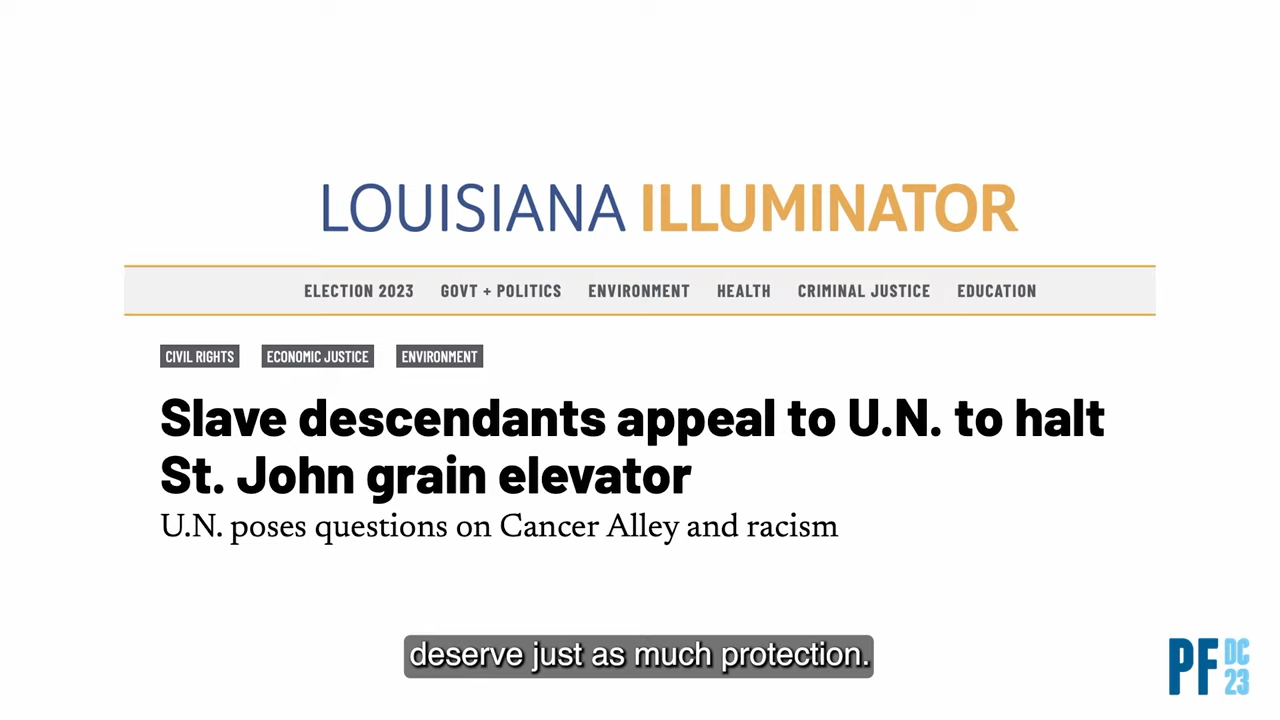 LOUISIANA ILLUMINATOR
ELECTION 2023 GOVT + POLITICS ENVIRONMENT HEALTH CRIMINAL JUSTICE EDUCATION
CIVIL RIGHTS ECONOMIC JUSTICE ENVIRONMENT
Slave descendants appeal to U.N. to halt
St. John grain elevator
U.N. poses questions on Cancer Alley and racism
deserve just as much protection.
PF DC
23